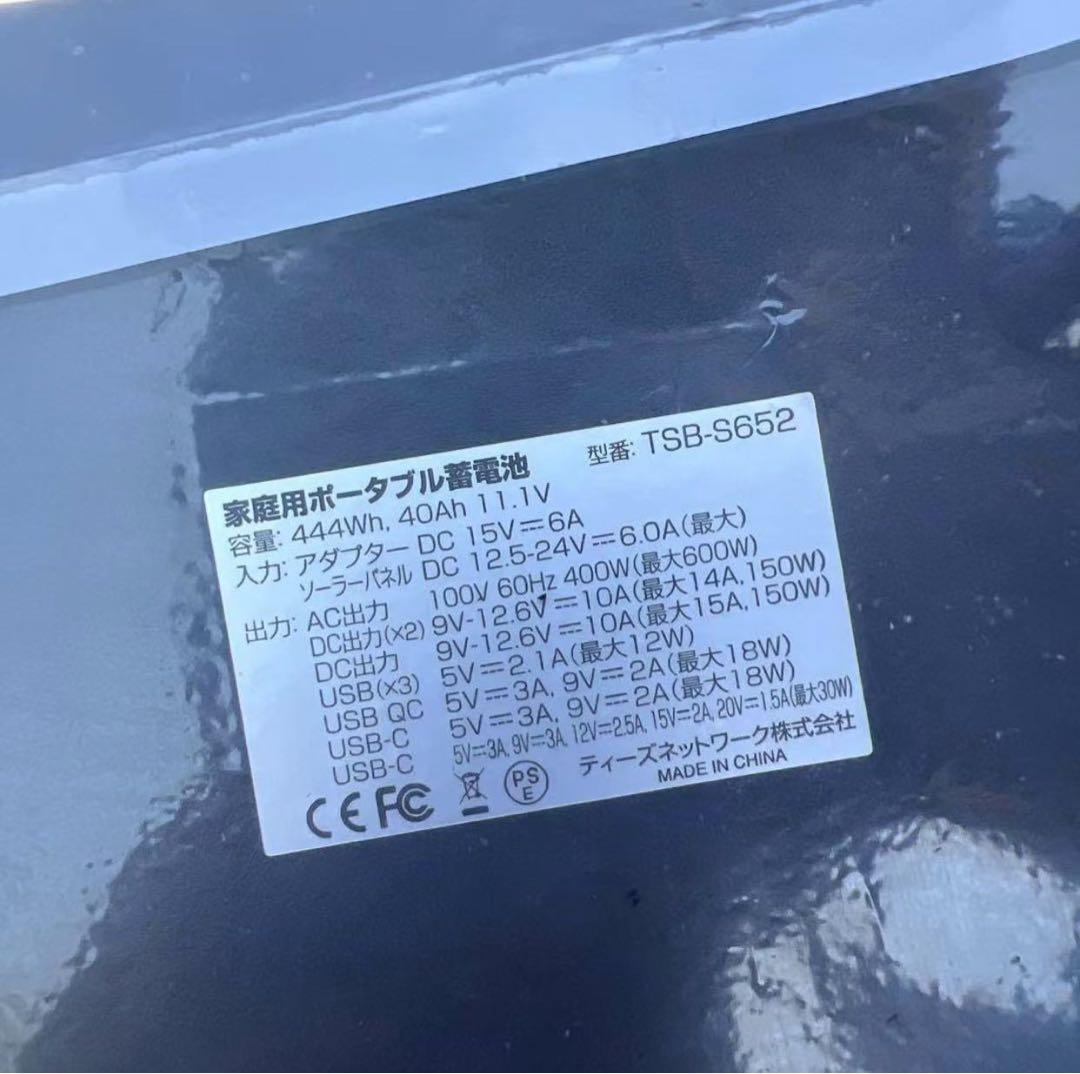 家庭用ポータブル蓄電池 型番: TSB-S652
容量: 444Wh, 40Ah 11.1V
入力: アダプター DC 15V⎓6A
ソーラーパネル DC 12.5-24V⎓6.0A(最大)
出力: AC出力 100V 60Hz 400W(最大600W)
DC出力(×2) 9V-12.6V⎓10A(最大14A,150W)
DC出力 9V-12.6V⎓10A(最大15A,150W)
USB(×3) 5V⎓2.1A(最大12W)
USB QC 5V⎓3A, 9V⎓2A(最大18W)
USB-C 5V⎓3A, 9V⎓2A(最大18W)
USB-C 5V⎓3A, 9V⎓3A, 12V⎓2.5A, 15V⎓2A, 20V⎓1.5A(最大30W)
CE FC PSE ティーズネットワーク株式会社
MADE IN CHINA